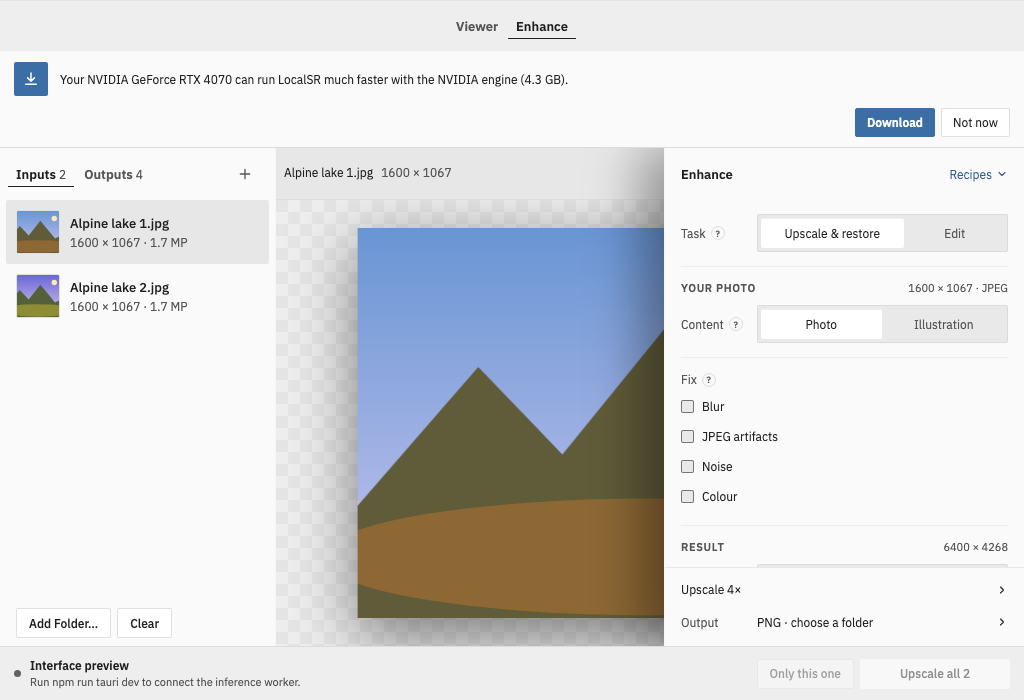 Viewer Enhance
Your NVIDIA GeForce RTX 4070 can run LocalSR much faster with the NVIDIA engine (4.3 GB).
Download Not now
Inputs 2 Outputs 4 +
Alpine lake 1.jpg
1600 × 1067 · 1.7 MP
Alpine lake 2.jpg
1600 × 1067 · 1.7 MP
Add Folder... Clear
Alpine lake 1.jpg 1600 × 1067
Enhance Recipes
Task ? Upscale & restore Edit
YOUR PHOTO 1600 × 1067 · JPEG
Content ? Photo Illustration
Fix ?
Blur
JPEG artifacts
Noise
Colour
RESULT 6400 × 4268
Upscale 4×
Output PNG · choose a folder
Interface preview
Run npm run tauri dev to connect the inference worker.
Only this one Upscale all 2